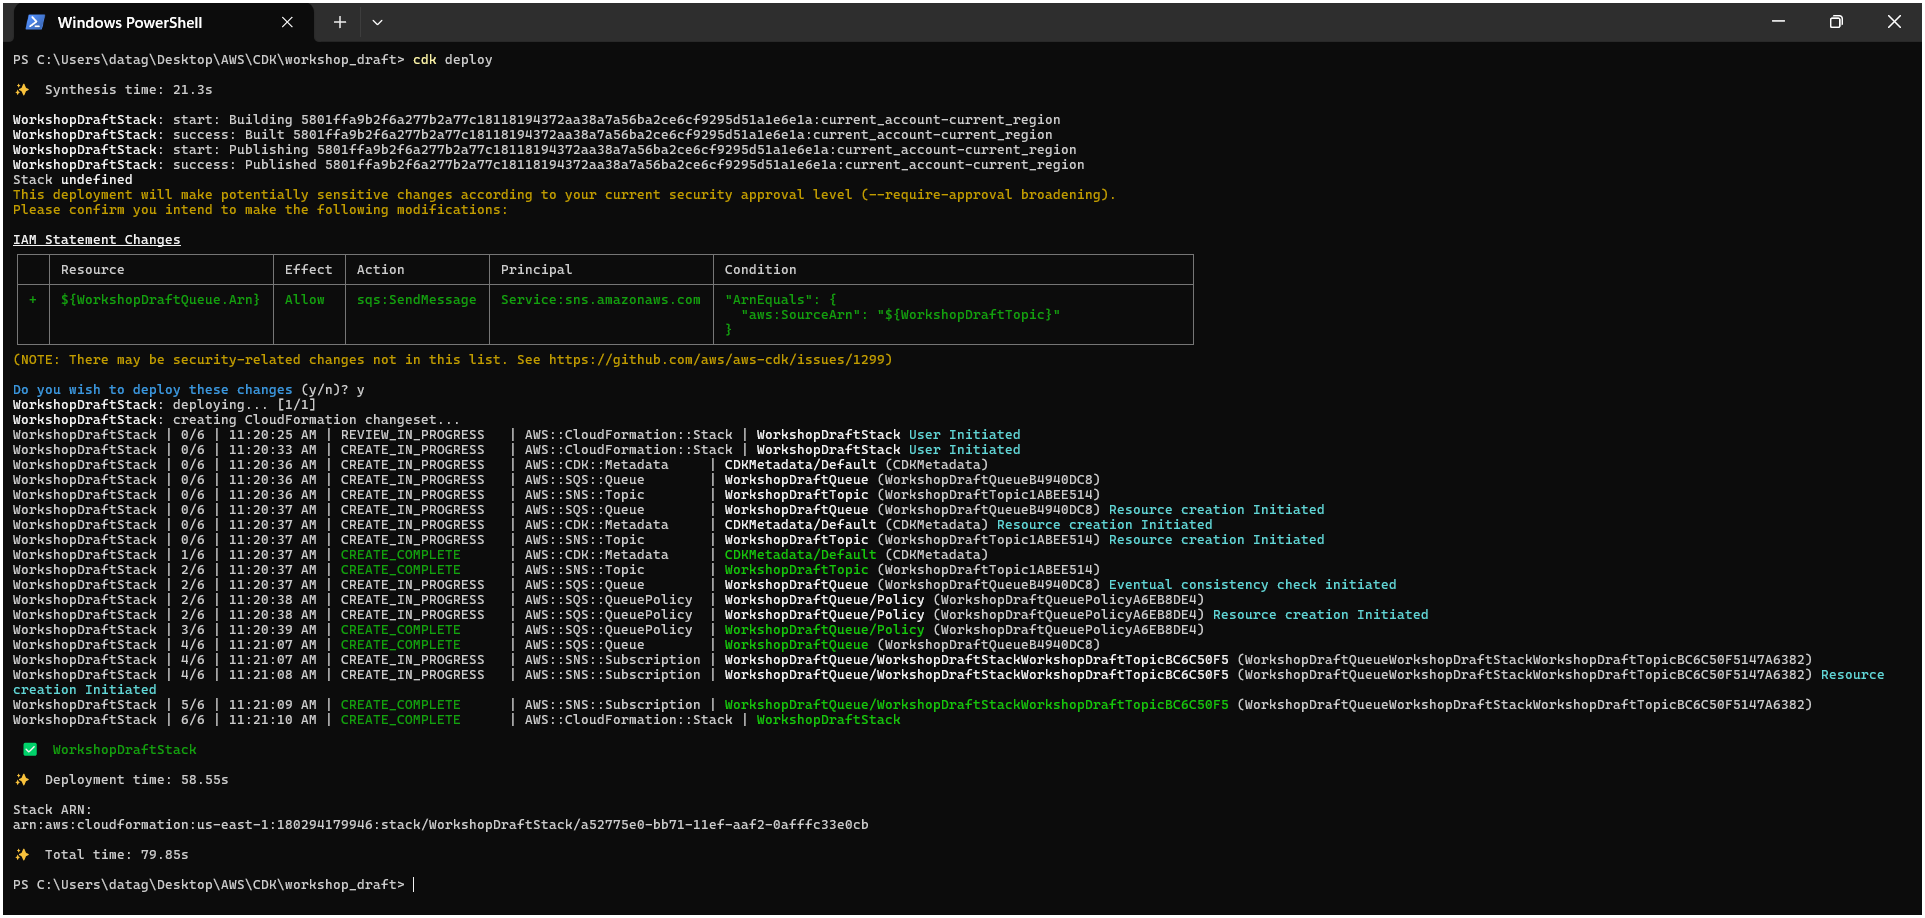 Windows PowerShell
PS C:\Users\datag\Desktop\AWS\CDK\workshop_draft> cdk deploy
✨  Synthesis time: 21.3s
WorkshopDraftStack: start: Building 5801ffa9b2f6a277b2a77c18118194372aa38a7a56ba2ce6cf9295d51a1e6e1a:current_account-current_region
WorkshopDraftStack: success: Built 5801ffa9b2f6a277b2a77c18118194372aa38a7a56ba2ce6cf9295d51a1e6e1a:current_account-current_region
WorkshopDraftStack: start: Publishing 5801ffa9b2f6a277b2a77c18118194372aa38a7a56ba2ce6cf9295d51a1e6e1a:current_account-current_region
WorkshopDraftStack: success: Published 5801ffa9b2f6a277b2a77c18118194372aa38a7a56ba2ce6cf9295d51a1e6e1a:current_account-current_region
Stack undefined
This deployment will make potentially sensitive changes according to your current security approval level (--require-approval broadening).
Please confirm you intend to make the following modifications:
IAM Statement Changes
Resource | Effect | Action | Principal | Condition
+ | ${WorkshopDraftQueue.Arn} | Allow | sqs:SendMessage | Service:sns.amazonaws.com | "ArnEquals": {
"aws:SourceArn": "${WorkshopDraftTopic}"
}
(NOTE: There may be security-related changes not in this list. See https://github.com/aws/aws-cdk/issues/1299)
Do you wish to deploy these changes (y/n)? y
WorkshopDraftStack: deploying... [1/1]
WorkshopDraftStack: creating CloudFormation changeset...
WorkshopDraftStack | 0/6 | 11:20:25 AM | REVIEW_IN_PROGRESS   | AWS::CloudFormation::Stack | WorkshopDraftStack User Initiated
WorkshopDraftStack | 0/6 | 11:20:33 AM | CREATE_IN_PROGRESS   | AWS::CloudFormation::Stack | WorkshopDraftStack User Initiated
WorkshopDraftStack | 0/6 | 11:20:36 AM | CREATE_IN_PROGRESS   | AWS::CDK::Metadata     | CDKMetadata/Default (CDKMetadata)
WorkshopDraftStack | 0/6 | 11:20:36 AM | CREATE_IN_PROGRESS   | AWS::SQS::Queue        | WorkshopDraftQueue (WorkshopDraftQueueB4940DC8)
WorkshopDraftStack | 0/6 | 11:20:36 AM | CREATE_IN_PROGRESS   | AWS::SNS::Topic        | WorkshopDraftTopic (WorkshopDraftTopic1ABEE514)
WorkshopDraftStack | 0/6 | 11:20:37 AM | CREATE_IN_PROGRESS   | AWS::SQS::Queue        | WorkshopDraftQueue (WorkshopDraftQueueB4940DC8) Resource creation Initiated
WorkshopDraftStack | 0/6 | 11:20:37 AM | CREATE_IN_PROGRESS   | AWS::CDK::Metadata     | CDKMetadata/Default (CDKMetadata) Resource creation Initiated
WorkshopDraftStack | 0/6 | 11:20:37 AM | CREATE_IN_PROGRESS   | AWS::SNS::Topic        | WorkshopDraftTopic (WorkshopDraftTopic1ABEE514) Resource creation Initiated
WorkshopDraftStack | 1/6 | 11:20:37 AM | CREATE_COMPLETE      | AWS::CDK::Metadata     | CDKMetadata/Default (CDKMetadata)
WorkshopDraftStack | 2/6 | 11:20:37 AM | CREATE_COMPLETE      | AWS::SNS::Topic        | WorkshopDraftTopic (WorkshopDraftTopic1ABEE514)
WorkshopDraftStack | 2/6 | 11:20:37 AM | CREATE_IN_PROGRESS   | AWS::SQS::Queue        | WorkshopDraftQueue (WorkshopDraftQueueB4940DC8) Eventual consistency check initiated
WorkshopDraftStack | 2/6 | 11:20:38 AM | CREATE_IN_PROGRESS   | AWS::SQS::QueuePolicy  | WorkshopDraftQueue/Policy (WorkshopDraftQueuePolicyA6EB8DE4)
WorkshopDraftStack | 2/6 | 11:20:38 AM | CREATE_IN_PROGRESS   | AWS::SQS::QueuePolicy  | WorkshopDraftQueue/Policy (WorkshopDraftQueuePolicyA6EB8DE4) Resource creation Initiated
WorkshopDraftStack | 3/6 | 11:20:39 AM | CREATE_COMPLETE      | AWS::SQS::QueuePolicy  | WorkshopDraftQueue/Policy (WorkshopDraftQueuePolicyA6EB8DE4)
WorkshopDraftStack | 4/6 | 11:21:07 AM | CREATE_COMPLETE      | AWS::SQS::Queue        | WorkshopDraftQueue (WorkshopDraftQueueB4940DC8)
WorkshopDraftStack | 4/6 | 11:21:07 AM | CREATE_IN_PROGRESS   | AWS::SNS::Subscription | WorkshopDraftQueue/WorkshopDraftStackWorkshopDraftTopicBC6C50F5 (WorkshopDraftQueueWorkshopDraftStackWorkshopDraftTopicBC6C50F5147A6382)
WorkshopDraftStack | 4/6 | 11:21:08 AM | CREATE_IN_PROGRESS   | AWS::SNS::Subscription | WorkshopDraftQueue/WorkshopDraftStackWorkshopDraftTopicBC6C50F5 (WorkshopDraftQueueWorkshopDraftStackWorkshopDraftTopicBC6C50F5147A6382) Resource
creation Initiated
WorkshopDraftStack | 5/6 | 11:21:09 AM | CREATE_COMPLETE      | AWS::SNS::Subscription | WorkshopDraftQueue/WorkshopDraftStackWorkshopDraftTopicBC6C50F5 (WorkshopDraftQueueWorkshopDraftStackWorkshopDraftTopicBC6C50F5147A6382)
WorkshopDraftStack | 6/6 | 11:21:10 AM | CREATE_COMPLETE      | AWS::CloudFormation::Stack | WorkshopDraftStack
✅  WorkshopDraftStack
✨  Deployment time: 58.55s
Stack ARN:
arn:aws:cloudformation:us-east-1:180294179946:stack/WorkshopDraftStack/a52775e0-bb71-11ef-aaf2-0afffc33e0cb
✨  Total time: 79.85s
PS C:\Users\datag\Desktop\AWS\CDK\workshop_draft>